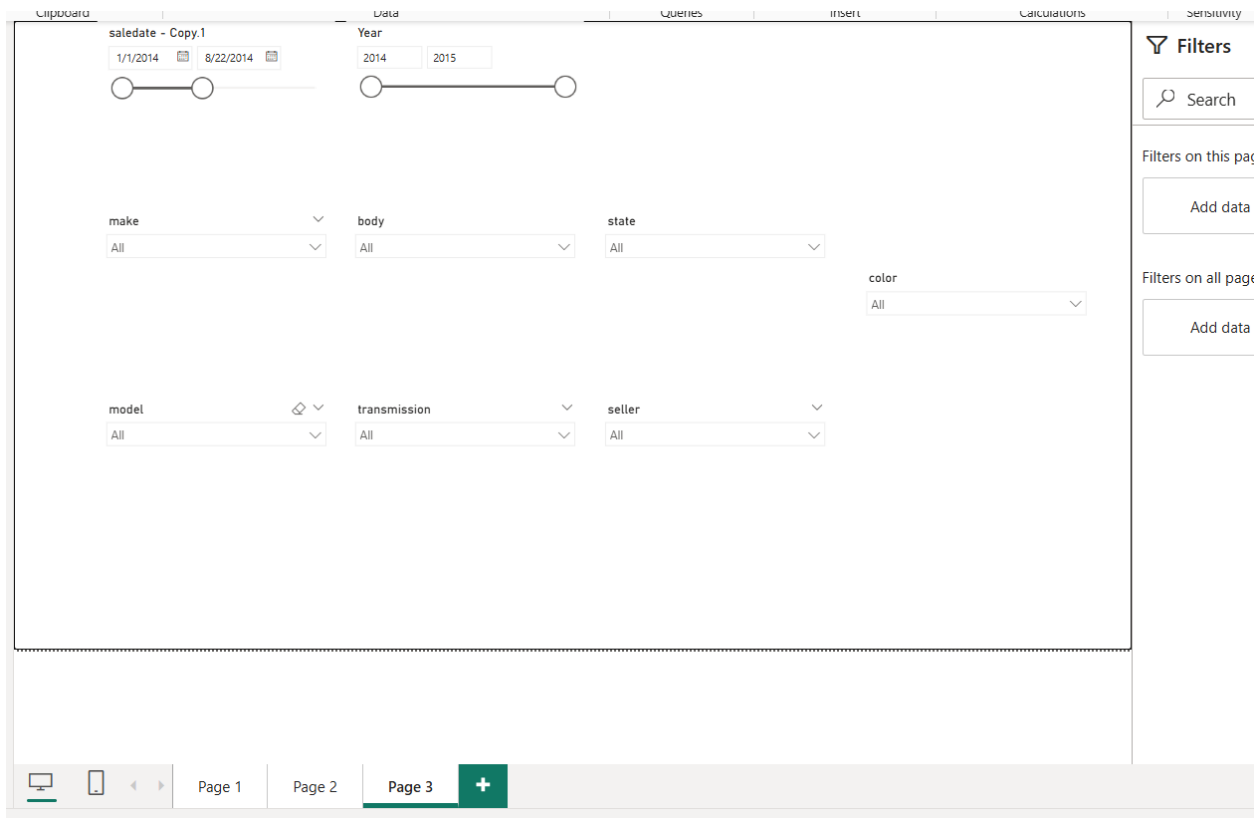 Clipboard Data Queries Insert Calculations Sensitivity
saledate - Copy.1 Year
1/1/2014 8/22/2014 2014 2015
Filters
Search
Filters on this pag
Add data
make body state
All All All
color
All
Filters on all page
Add data
model transmission seller
All All All
Page 1 Page 2 Page 3 +